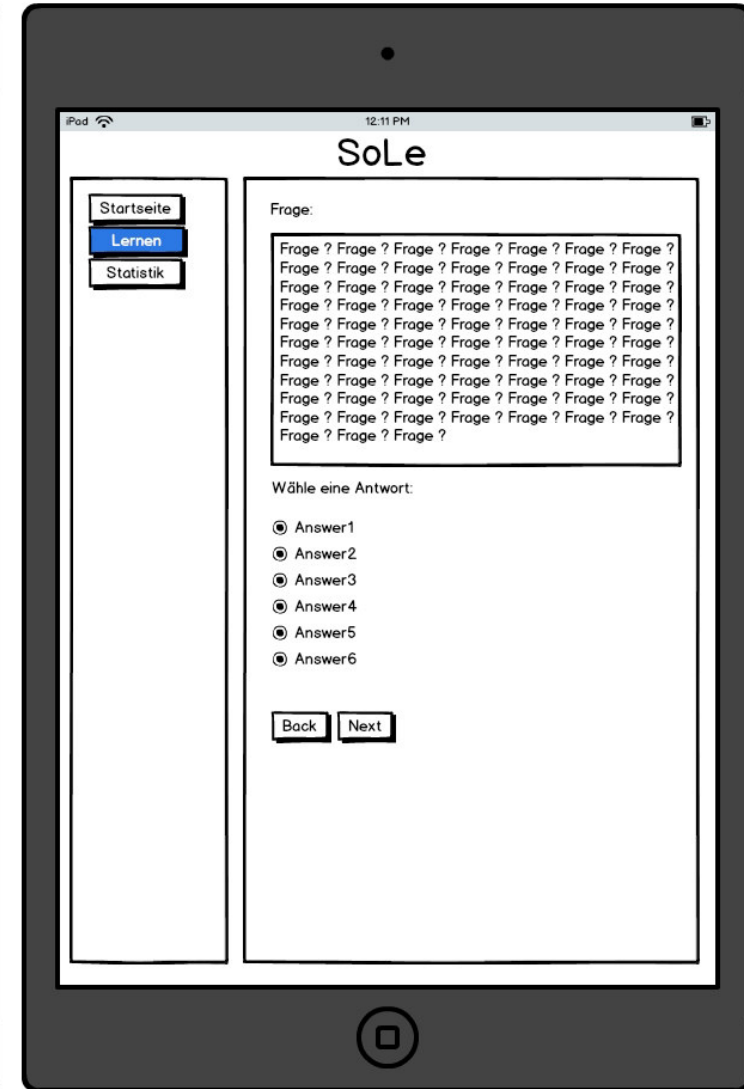 iPad
12:11 PM
SoLe
Startseite
Lernen
Statistik
Frage:
Frage ? Frage ? Frage ? Frage ? Frage ? Frage ? Frage ?
Frage ? Frage ? Frage ? Frage ? Frage ? Frage ? Frage ?
Frage ? Frage ? Frage ? Frage ? Frage ? Frage ? Frage ?
Frage ? Frage ? Frage ? Frage ? Frage ? Frage ? Frage ?
Frage ? Frage ? Frage ? Frage ? Frage ? Frage ? Frage ?
Frage ? Frage ? Frage ? Frage ? Frage ? Frage ? Frage ?
Frage ? Frage ? Frage ? Frage ? Frage ? Frage ? Frage ?
Frage ? Frage ? Frage ? Frage ? Frage ? Frage ? Frage ?
Frage ? Frage ? Frage ? Frage ? Frage ? Frage ? Frage ?
Frage ? Frage ? Frage ? Frage ? Frage ? Frage ? Frage ?
Frage ? Frage ? Frage ?
Wähle eine Antwort:
Answer1
Answer2
Answer3
Answer4
Answer5
Answer6
Back
Next